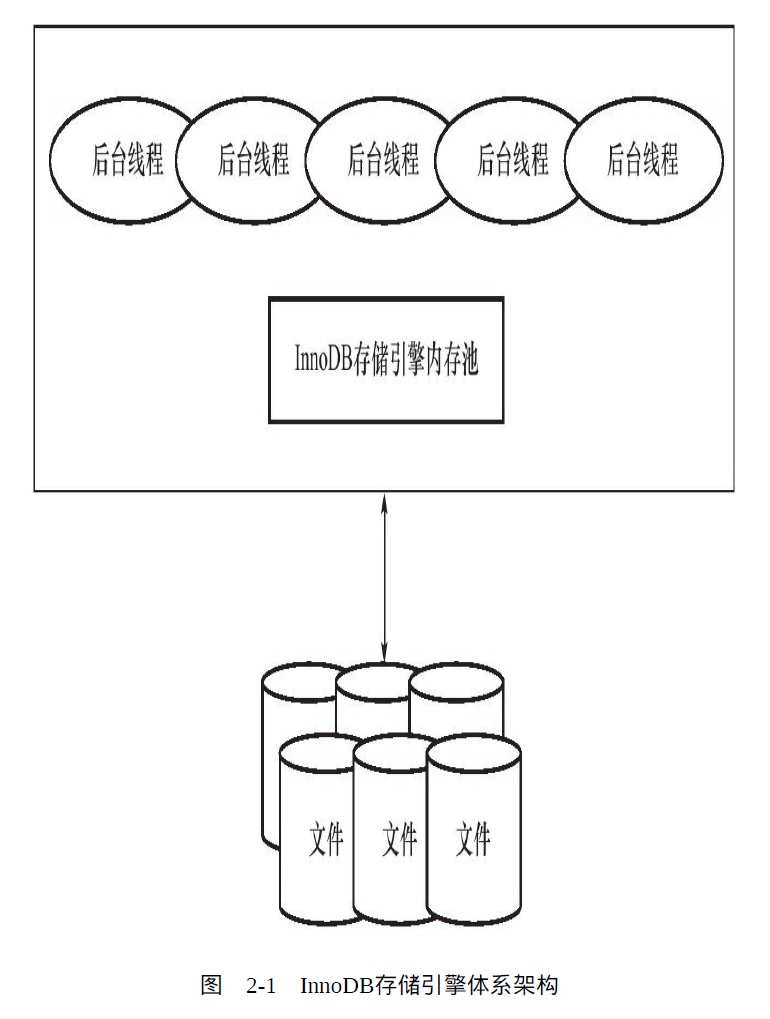 后台线程 后台线程 后台线程 后台线程 后台线程
InnoDB存储引擎内存池
文件 文件 文件
图 2-1 InnoDB存储引擎体系架构